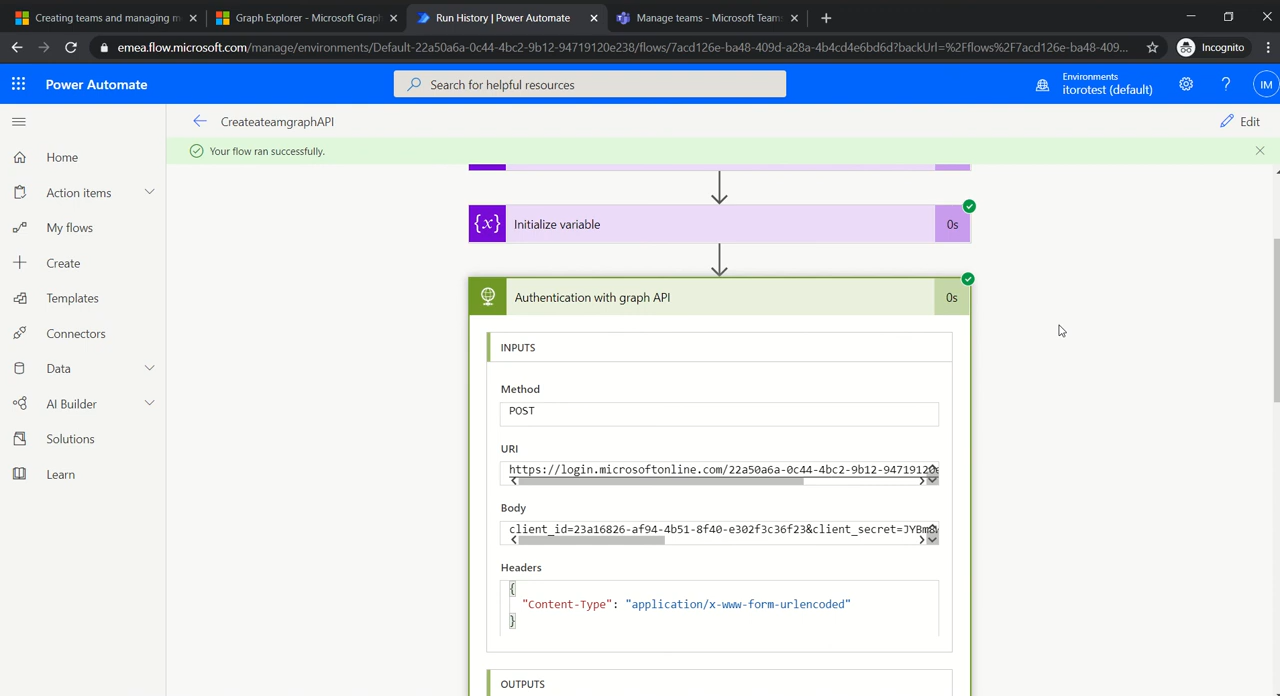 Creating teams and managing m
Graph Explorer - Microsoft Grap
Run History | Power Automate
Manage teams - Microsoft Team
emea.flow.microsoft.com/manage/environments/Default-22a50a6a-0c44-4bc2-9b12-94719120e238/flows/7acd126e-ba48-409d-a28a-4b4cd4e6bd6d?backUrl=%2Fflows%2F7acd126e-ba48-409...
Incognito
Power Automate
Search for helpful resources
Environments
itorotest (default)
?
IM
CreateateamgraphAPI
Edit
Your flow ran successfully.
Home
Action items
My flows
Create
Templates
Connectors
Data
AI Builder
Solutions
Learn
{x}
Initialize variable
0s
Authentication with graph API
0s
INPUTS
Method
POST
URI
https://login.microsoftonline.com/22a50a6a-0c44-4bc2-9b12-94719120
Body
client_id=23a16826-af94-4b51-8f40-e302f3c36f23&client_secret=JYBm
Headers
{
"Content-Type": "application/x-www-form-urlencoded"
}
OUTPUTS